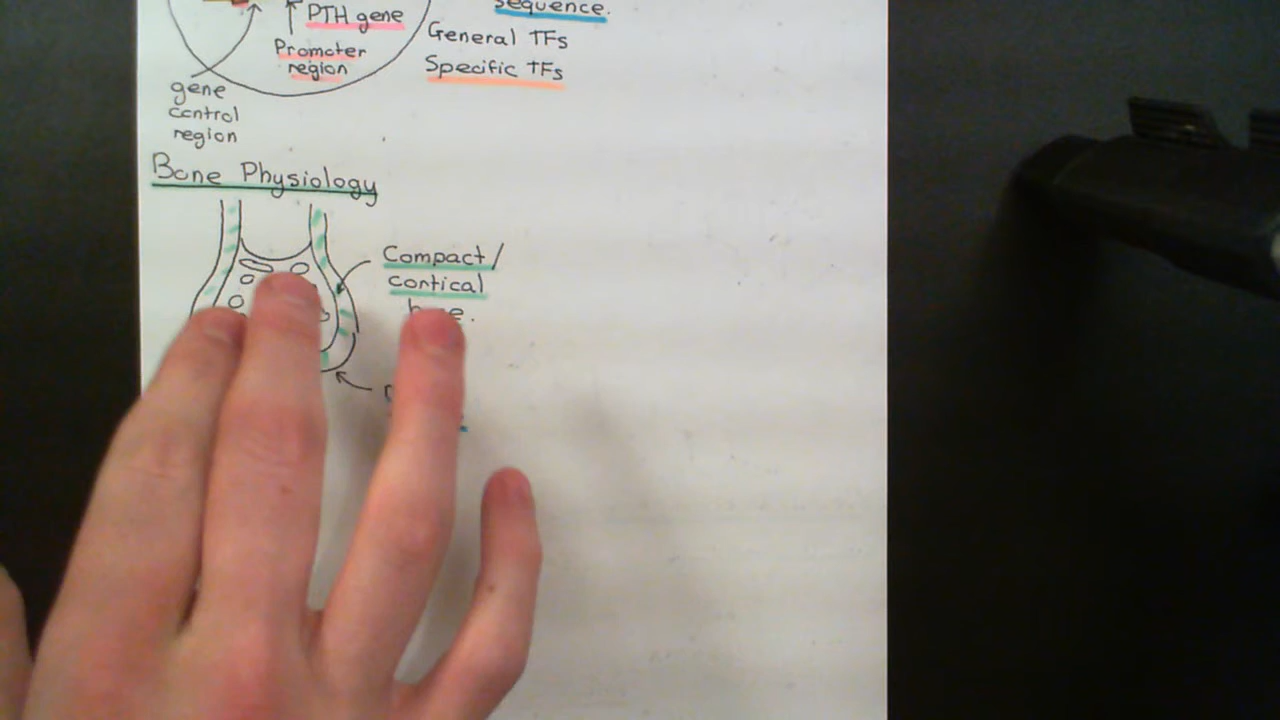 sequence.
PTH gene
General TFs
Promoter
region
Specific TFs
gene
control
region
Bone Physiology
Compact/
cortical